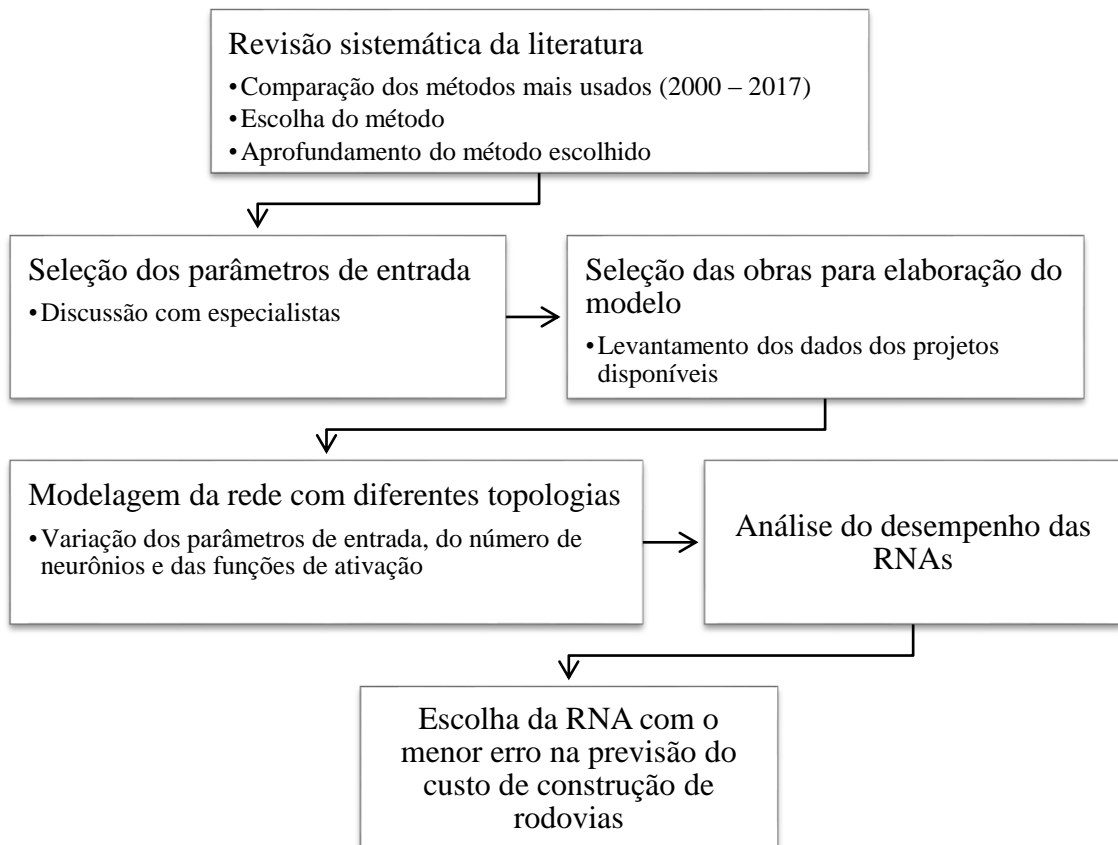 Revisão sistemática da literatura
•Comparação dos métodos mais usados (2000 – 2017)
•Escolha do método
•Aprofundamento do método escolhido
Seleção dos parâmetros de entrada
•Discussão com especialistas
Seleção das obras para elaboração do
modelo
•Levantamento dos dados dos projetos
disponíveis
Modelagem da rede com diferentes topologias
•Variação dos parâmetros de entrada, do número de
neurônios e das funções de ativação
Análise do desempenho das
RNAs
Escolha da RNA com o
menor erro na previsão do
custo de construção de
rodovias